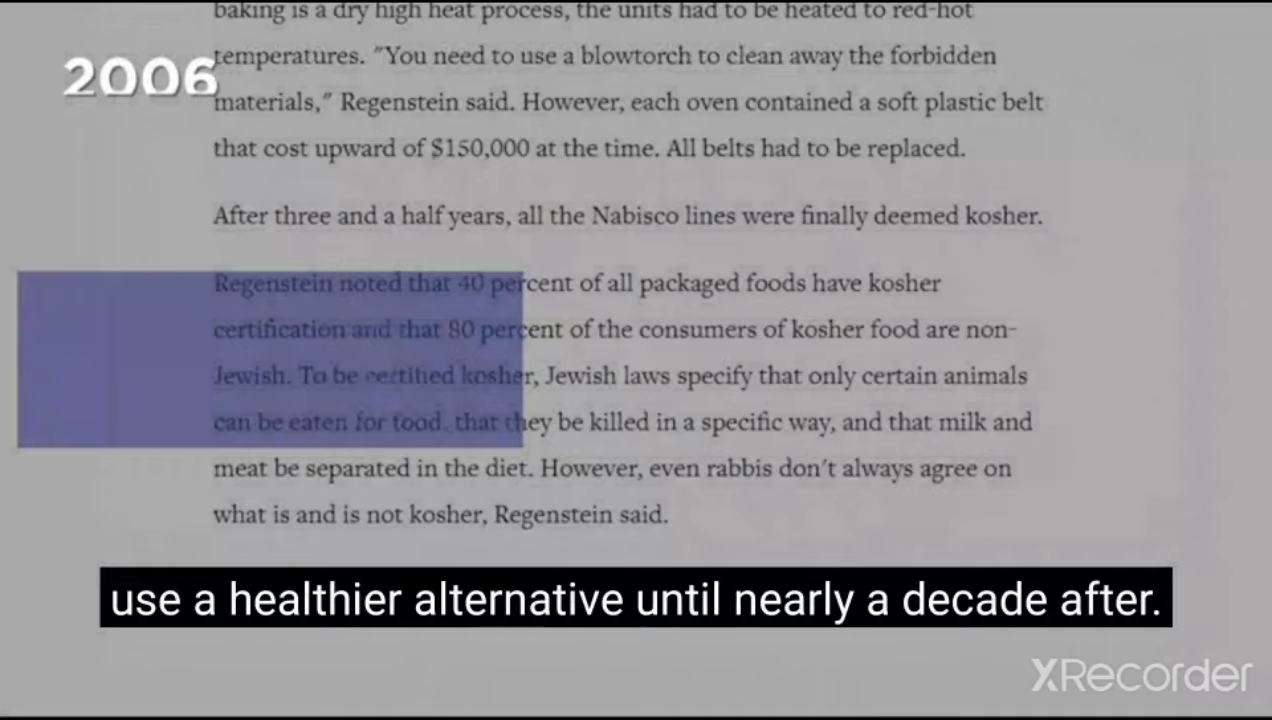 baking is a dry high heat process, the units had to be heated to red-hot
2006
temperatures. "You need to use a blowtorch to clean away the forbidden
materials," Regenstein said. However, each oven contained a soft plastic belt
that cost upward of $150,000 at the time. All belts had to be replaced.
After three and a half years, all the Nabisco lines were finally deemed kosher.
Regenstein noted that 40 percent of all packaged foods have kosher
certification and that 80 percent of the consumers of kosher food are non-
Jewish. To be certified kosher, Jewish laws specify that only certain animals
can be eaten for food, that they be killed in a specific way, and that milk and
meat be separated in the diet. However, even rabbis don't always agree on
what is and is not kosher, Regenstein said.
use a healthier alternative until nearly a decade after.
XRecorder